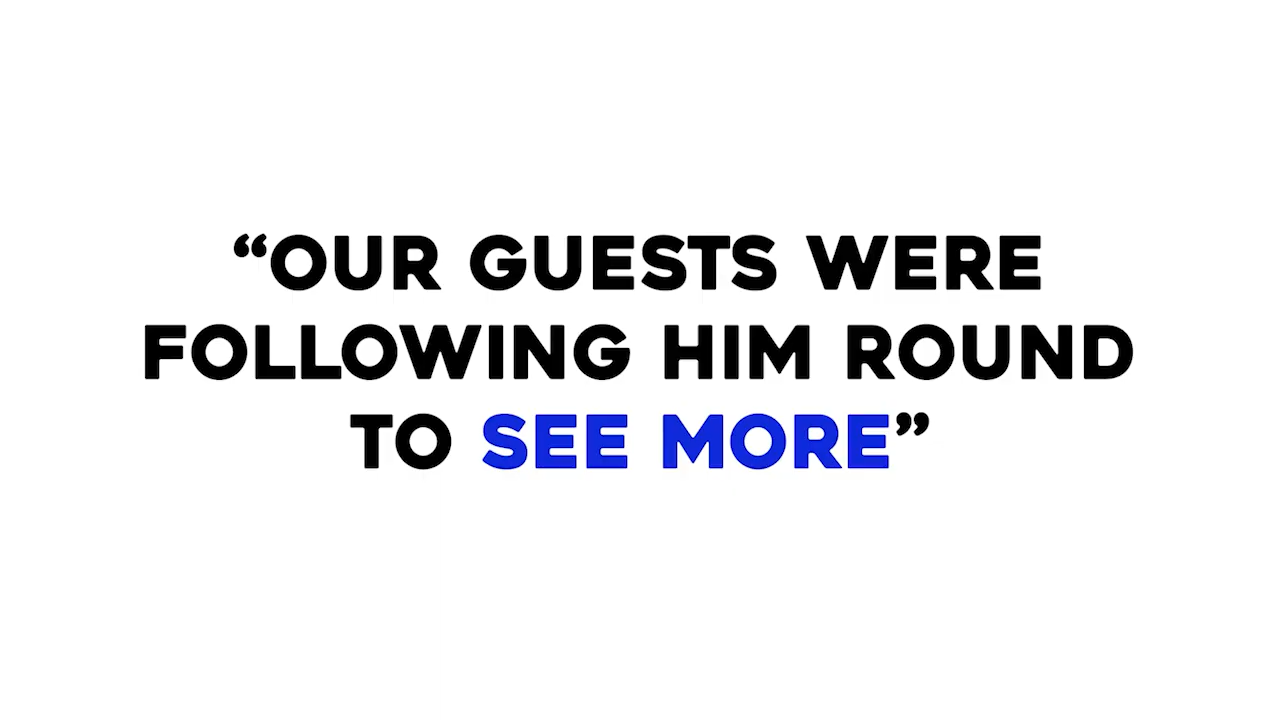 “OUR GUESTS WERE
FOLLOWING HIM ROUND
TO SEE MORE”